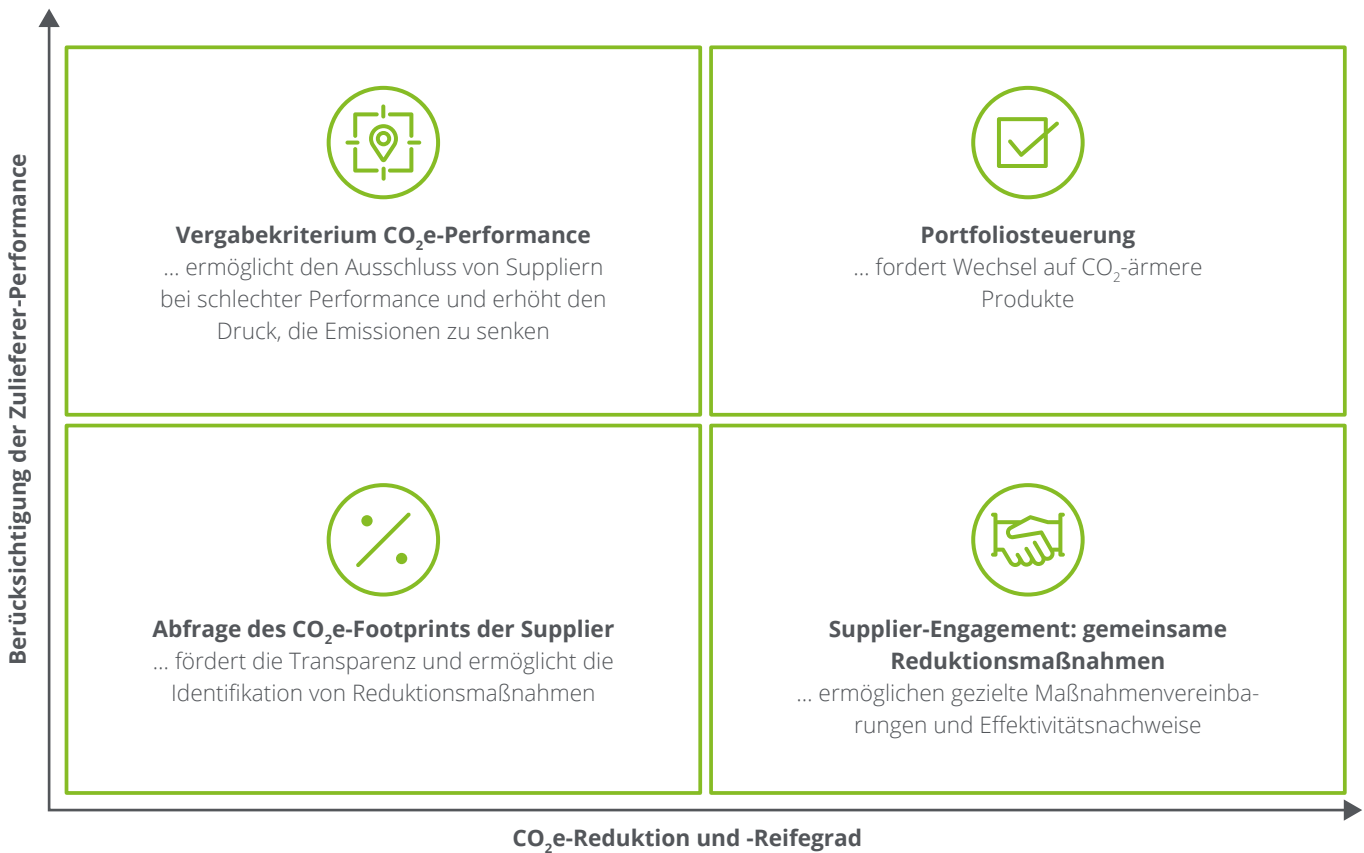 Berücksichtigung der Zulieferer-Performance
Vergabekriterium CO₂e-Performance
... ermöglicht den Ausschluss von Suppliern
bei schlechter Performance und erhöht den
Druck, die Emissionen zu senken
Portfoliosteuerung
... fordert Wechsel auf CO₂-ärmere
Produkte
Abfrage des CO₂e-Footprints der Supplier
... fördert die Transparenz und ermöglicht die
Identifikation von Reduktionsmaßnahmen
Supplier-Engagement: gemeinsame
Reduktionsmaßnahmen
... ermöglichen gezielte Maßnahmenvereinba-
rungen und Effektivitätsnachweise
CO₂e-Reduktion und -Reifegrad